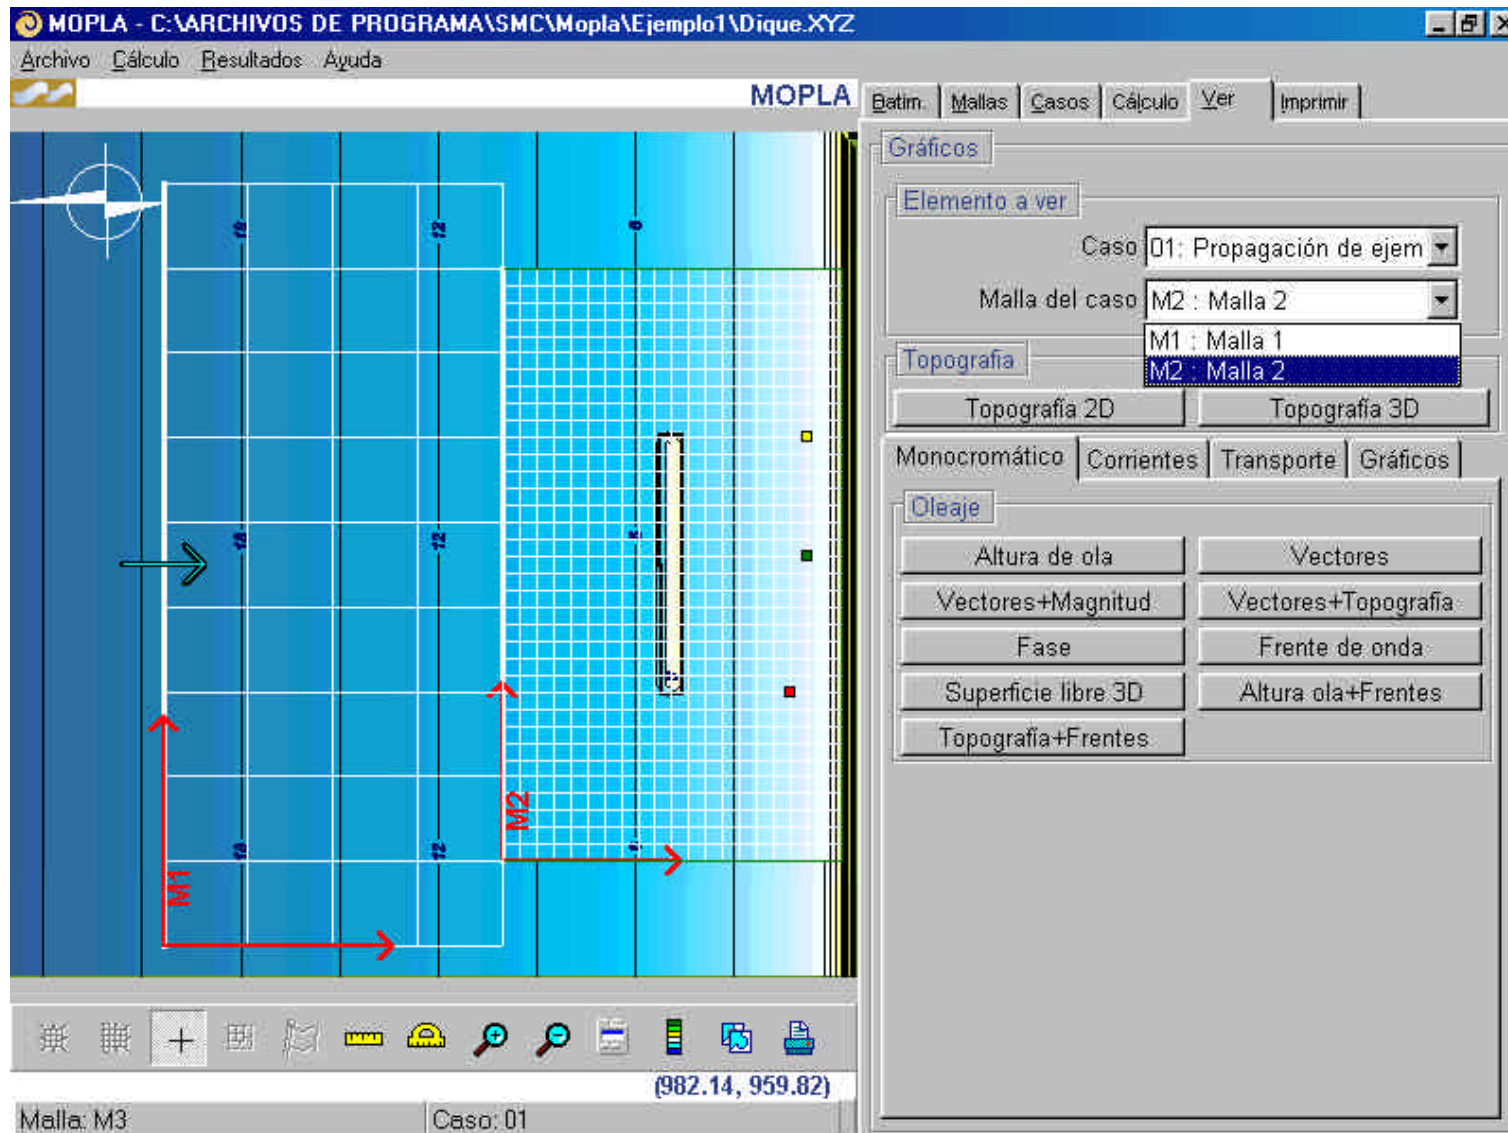 MOPLA - C:\ARCHIVOS DE PROGRAMA\SMC\Mopla\Ejemplo1\Dique.XYZ
Archivo Cálculo Resultados Ayuda
MOPLA
Batim. Mallas Casos Cálculo Ver Imprimir
Gráficos
Elemento a ver
Caso 01: Propagación de ejem
Malla del caso M2 : Malla 2
M1 : Malla 1
M2 : Malla 2
Topografia
Topografía 2D Topografía 3D
Monocromático Corrientes Transporte Gráficos
Oleaje
Altura de ola Vectores
Vectores+Magnitud Vectores+Topografía
Fase Frente de onda
Superficie libre 3D Altura ola+Frentes
Topografía+Frentes
12
12
12
M1
M2
(982.14, 959.82)
Malla: M3 Caso: 01